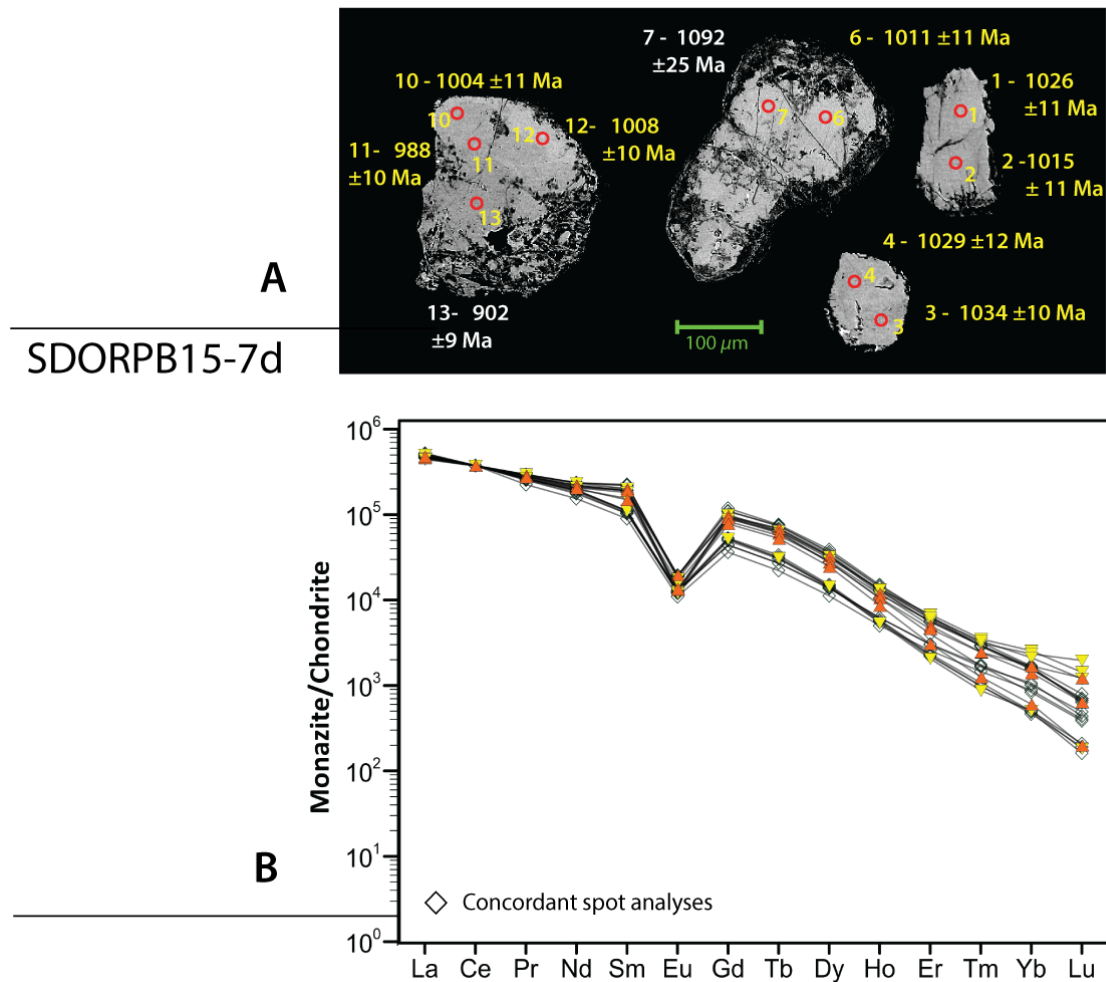 7 - 1092
±25 Ma
6 - 1011 ±11 Ma
10 - 1004 ±11 Ma
1 - 1026
±11 Ma
10
12
12- 1008
±10 Ma
7
6
1
11- 988
±10 Ma
11
2
2 -1015
± 11 Ma
13
4 - 1029 ±12 Ma
4
A
13- 902
±9 Ma
3
3 - 1034 ±10 Ma
100 µm
SDORPB15-7d
10⁶
10⁵
10⁴
10³
10²
10¹
10⁰
Monazite/Chondrite
B
Concordant spot analyses
La Ce Pr Nd Sm Eu Gd Tb Dy Ho Er Tm Yb Lu